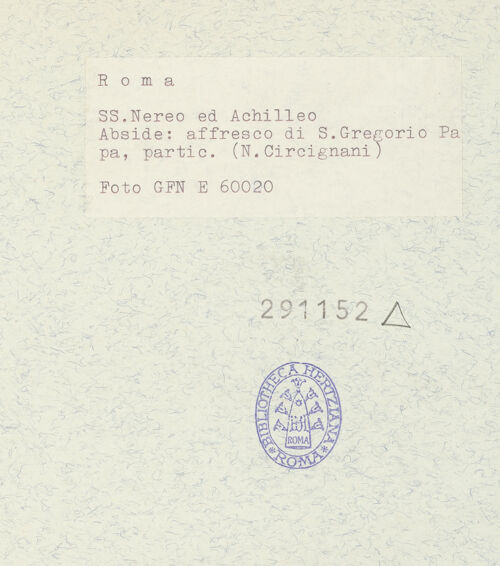 R o m a
SS.Nereo ed Achilleo
Abside: affresco di S.Gregorio Pa
pa, partic. (N.Circignani)
Foto GFN E 60020
291152 △
*BIBLIOTHECA HERTZIANA*
ROMA
ROMA